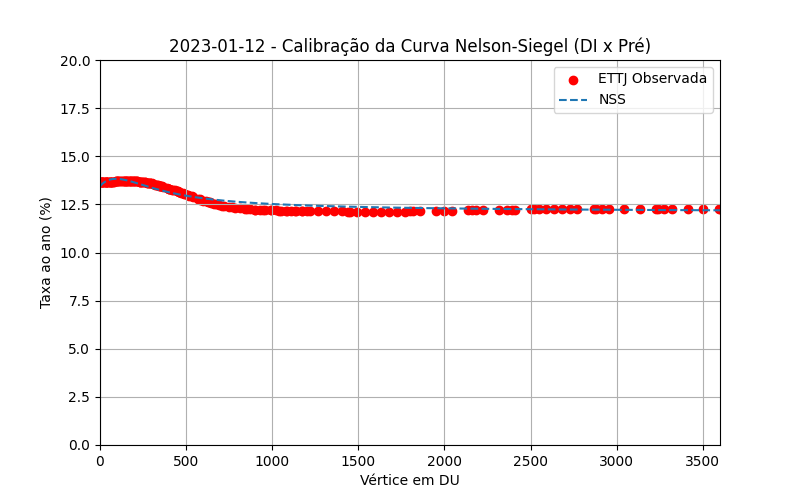 2023-01-12 - Calibração da Curva Nelson-Siegel (DI x Pré)
ETTJ Observada
NSS
Taxa ao ano (%)
20.0
17.5
15.0
12.5
10.0
7.5
5.0
2.5
0.0
0 500 1000 1500 2000 2500 3000 3500
Vértice em DU